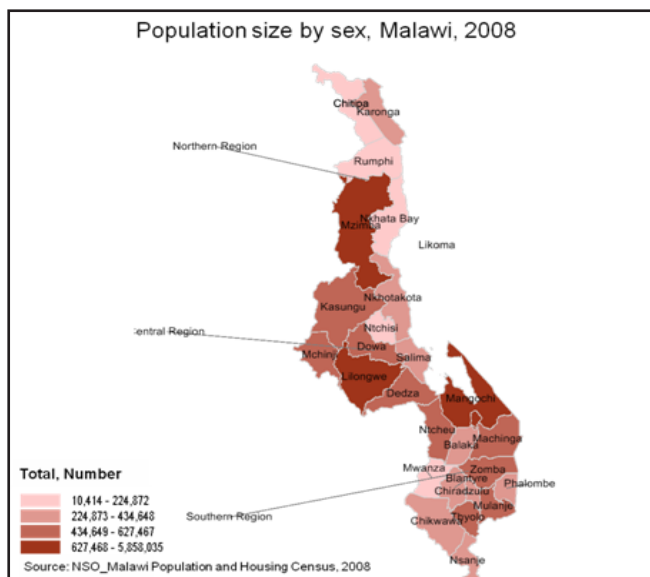 Population size by sex, Malawi, 2008
Chitipa
Karonga
Northern Region
Rumphi
Nkhata Bay
Mzimba
Likoma
Nkhotakota
Kasungu
Ntchisi
Central Region
Dowa
Mchinji
Salima
Lilongwe
Dedza
Mangochi
Ntcheu
Machinga
Balaka
Mwanza
Zomba
Blantyre
Phalombe
Chiradzulu
Mulanje
Southern Region
Chikwawa
Thyolo
Nsanje
Total, Number
10,414 - 224,872
224,873 - 434,648
434,649 - 627,467
627,468 - 5,858,035
Source: NSO_Malawi Population and Housing Census, 2008